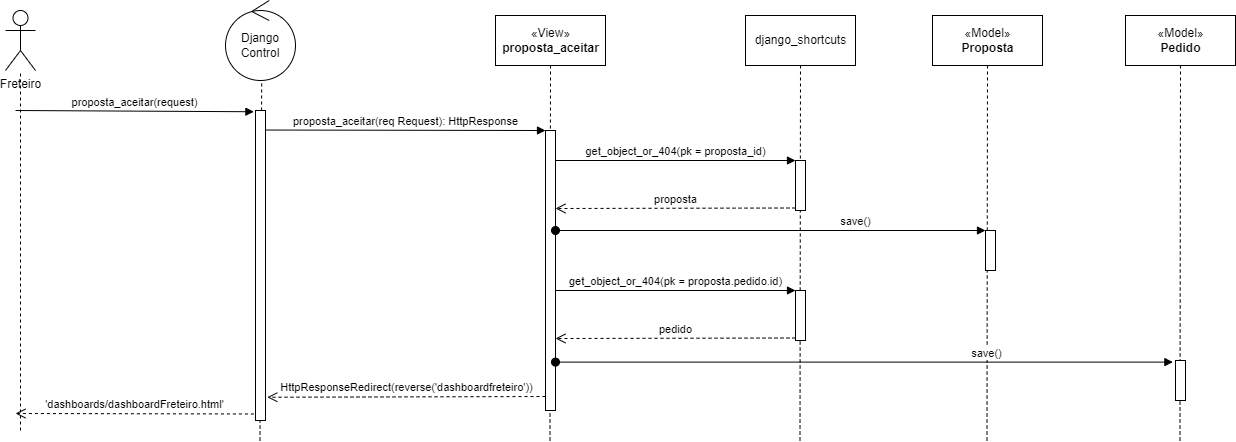 Freteiro
Django
Control
«View»
proposta_aceitar
django_shortcuts
«Model»
Proposta
«Model»
Pedido
proposta_aceitar(request)
proposta_aceitar(req Request): HttpResponse
get_object_or_404(pk = proposta_id)
proposta
save()
get_object_or_404(pk = proposta.pedido.id)
pedido
save()
HttpResponseRedirect(reverse('dashboardfreteiro'))
'dashboards/dashboardFreteiro.html'